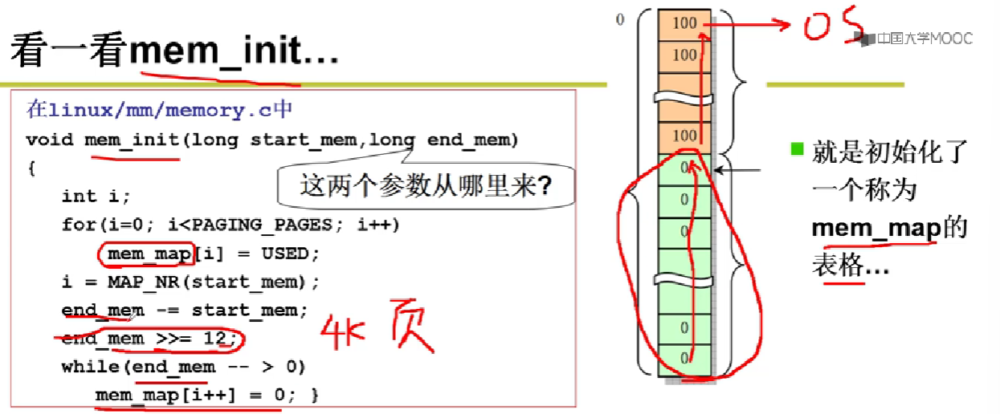 看一看mem_init…
在linux/mm/memory.c中
void mem_init(long start_mem,long end_mem)
{
这两个参数从哪里来?
int i;
for(i=0; i<PAGING_PAGES; i++)
mem_map[i] = USED;
i = MAP_NR(start_mem);
end_mem -= start_mem;
end_mem >>= 12;
while(end_mem -- > 0)
mem_map[i++] = 0; }
4K 页
0
100
100
100
0
0
0
0
0
OS
中国大学MOOC
就是初始化了
一个称为
mem_map的
表格…